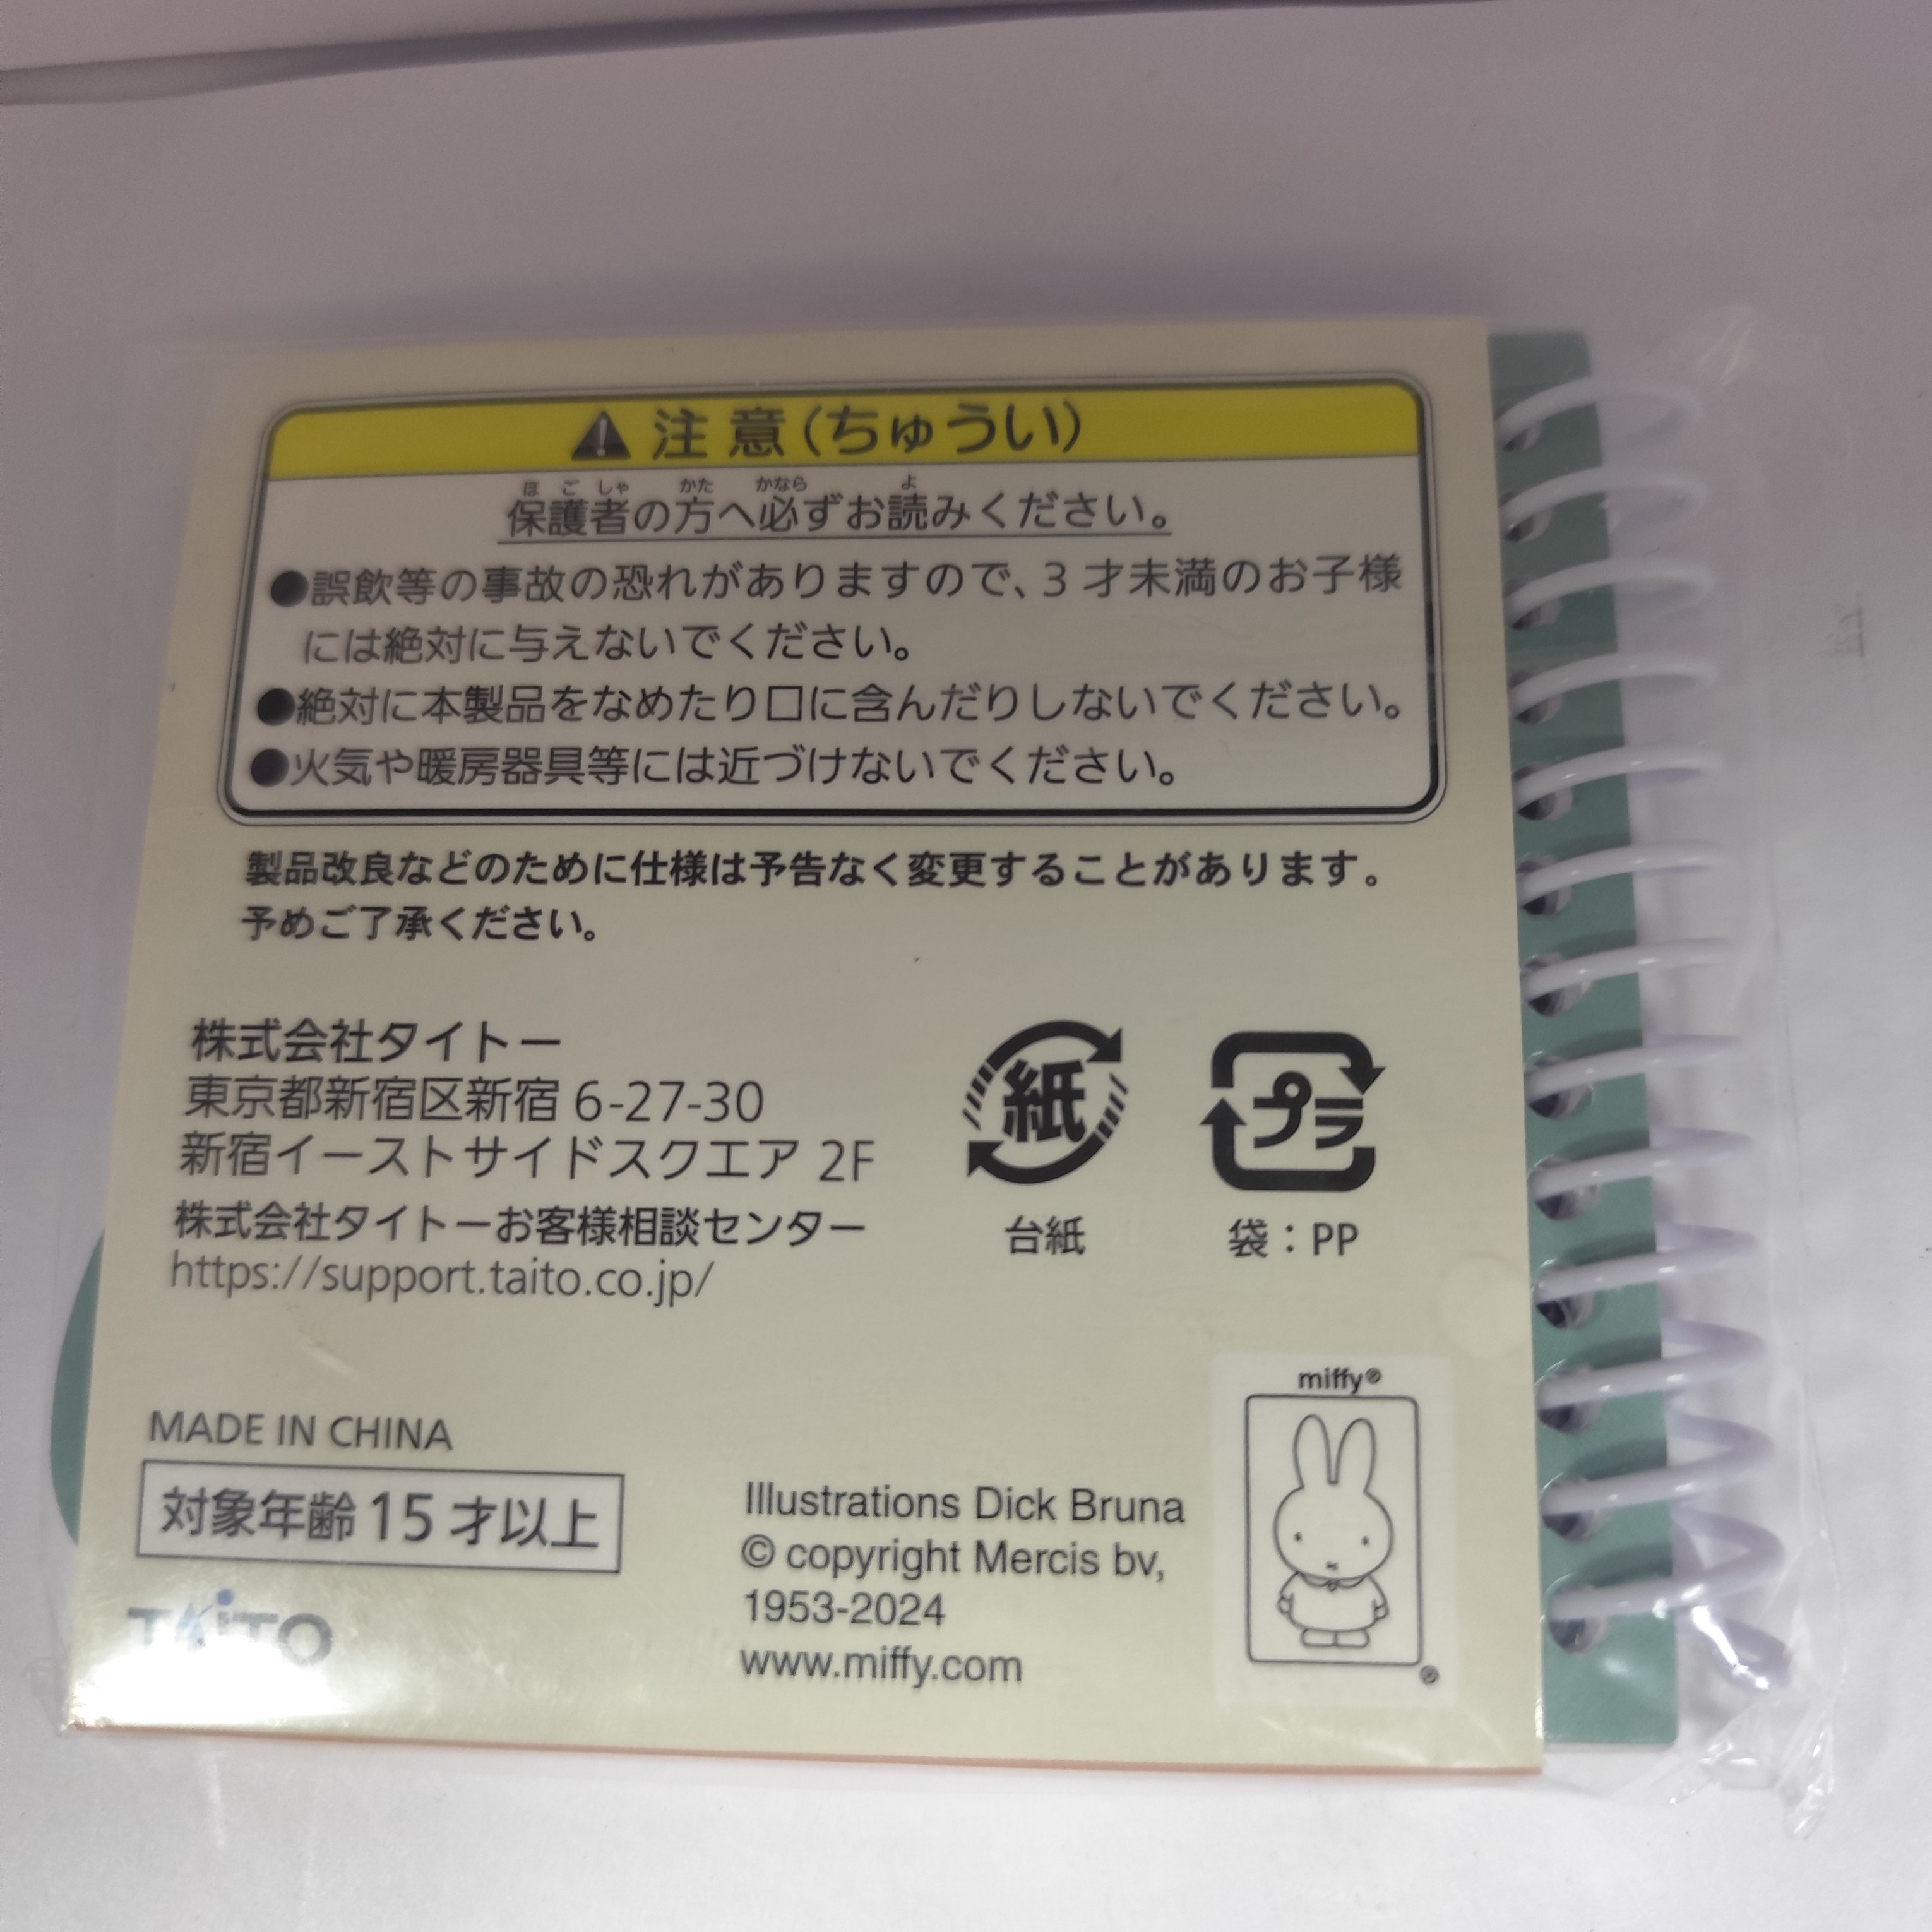 注意(ちゅうい)
保護者の方へ必ずお読みください。
●誤飲等の事故の恐れがありますので、3才未満のお子様
には絶対に与えないでください。
●絶対に本製品をなめたり口に含んだりしないでください。
●火気や暖房器具等には近づけないでください。
製品改良などのために仕様は予告なく変更することがあります。
予めご了承ください。
株式会社タイトー
東京都新宿区新宿 6-27-30
新宿イーストサイドスクエア 2F
株式会社タイトーお客様相談センター
https://support.taito.co.jp/
紙
台紙
プラ
袋：PP
MADE IN CHINA
対象年齢 15 才以上
TAITO
Illustrations Dick Bruna
© copyright Mercis bv,
1953-2024
www.miffy.com
miffy®
®